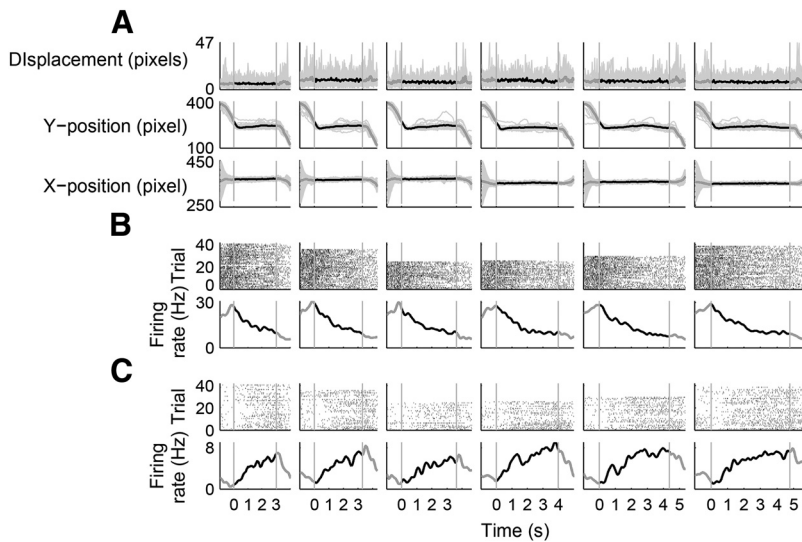 A
DIsplacement (pixels)
47
0
Y−position (pixel)
400
100
X−position (pixel)
450
250
B
Trial
40
20
0
Firing
rate (Hz)
30
0
C
Trial
40
20
0
Firing
rate (Hz)
8
0
0 1 2 3 0 1 2 3 0 1 2 3 0 1 2 3 4 0 1 2 3 4 5 0 1 2 3 4 5
Time (s)